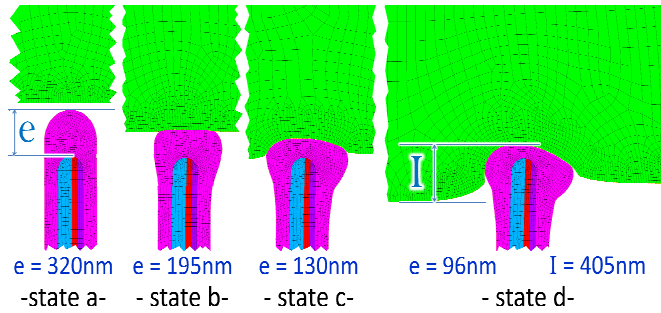 e
I
e = 320nm e = 195nm e = 130nm e = 96nm I = 405nm
-state a- - state b- - state c- - state d-